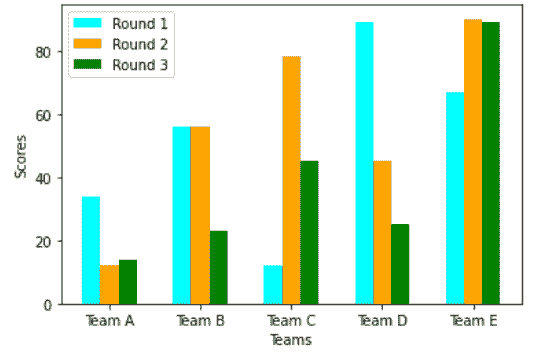 Round 1
Round 2
Round 3
80
60
40
20
0
Scores
Team A Team B Team C Team D Team E
Teams